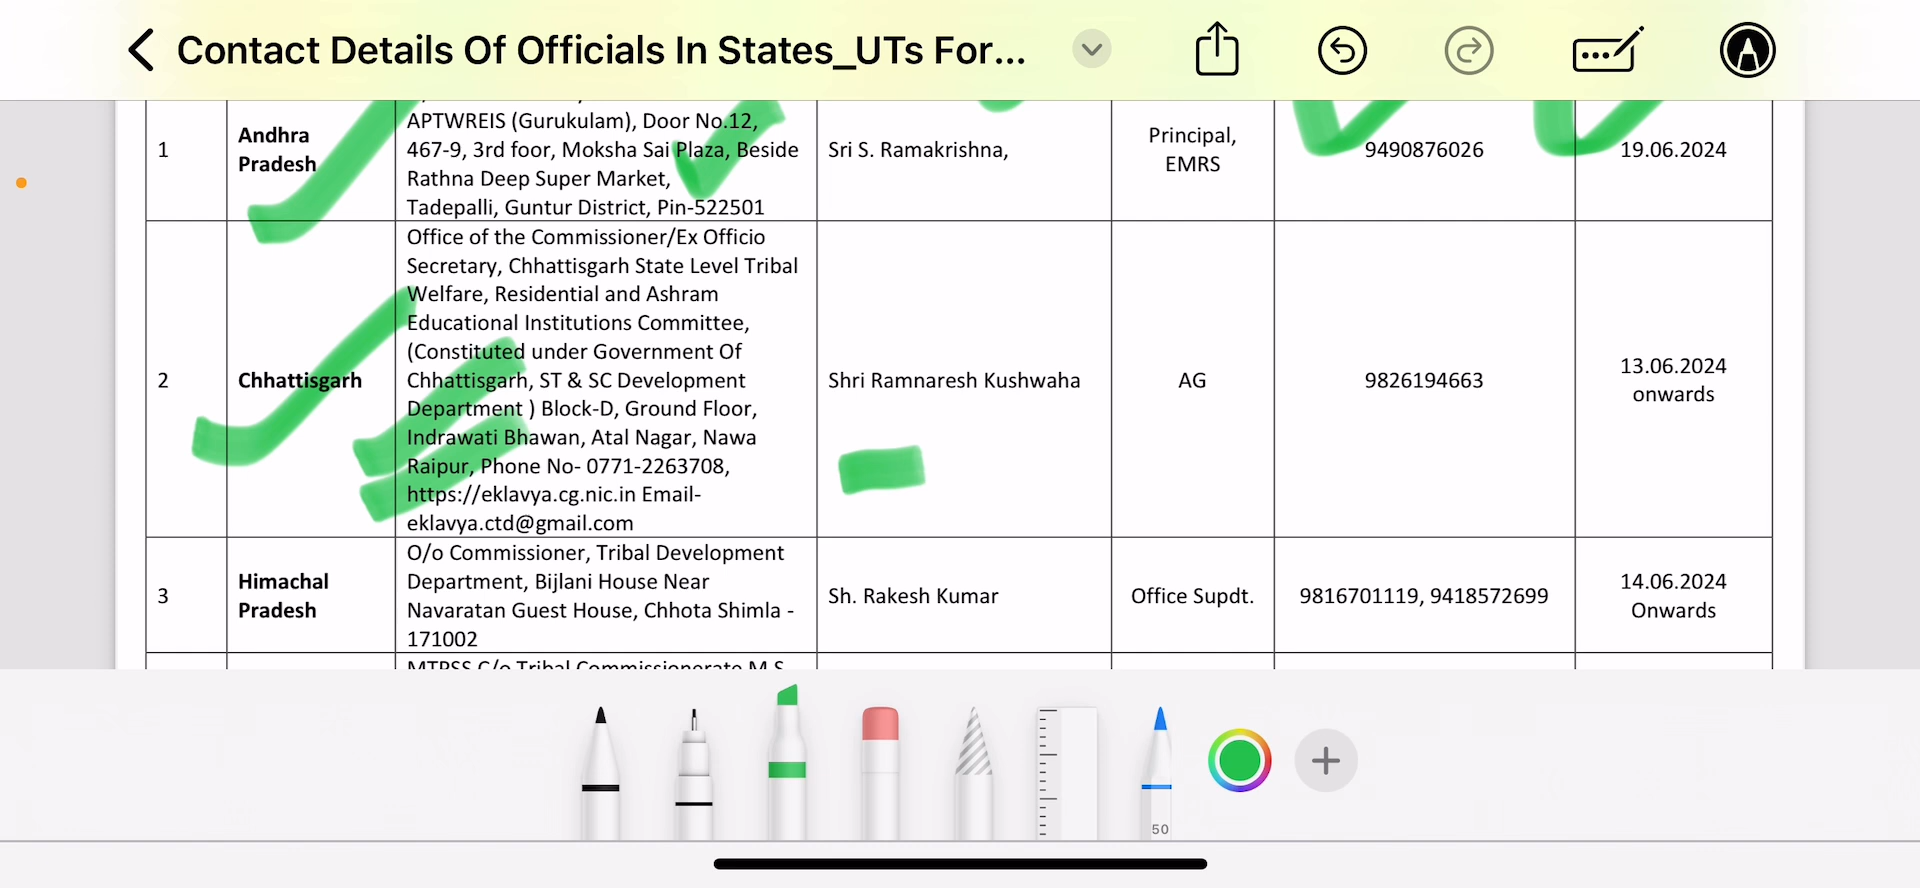 Contact Details Of Officials In States_UTs For...
1
Andhra
Pradesh
APTWREIS (Gurukulam), Door No.12,
467-9, 3rd foor, Moksha Sai Plaza, Beside
Rathna Deep Super Market,
Tadepalli, Guntur District, Pin-522501
Sri S. Ramakrishna,
Principal,
EMRS
9490876026
19.06.2024
2
Chhattisgarh
Office of the Commissioner/Ex Officio
Secretary, Chhattisgarh State Level Tribal
Welfare, Residential and Ashram
Educational Institutions Committee,
(Constituted under Government Of
Chhattisgarh, ST & SC Development
Department ) Block-D, Ground Floor,
Indrawati Bhawan, Atal Nagar, Nawa
Raipur, Phone No- 0771-2263708,
https://eklavya.cg.nic.in Email-
eklavya.ctd@gmail.com
Shri Ramnaresh Kushwaha
AG
9826194663
13.06.2024
onwards
3
Himachal
Pradesh
O/o Commissioner, Tribal Development
Department, Bijlani House Near
Navaratan Guest House, Chhota Shimla -
171002
Sh. Rakesh Kumar
Office Supdt.
9816701119, 9418572699
14.06.2024
Onwards
MTRSS C/o Tribal Commissionerate M.S.
50